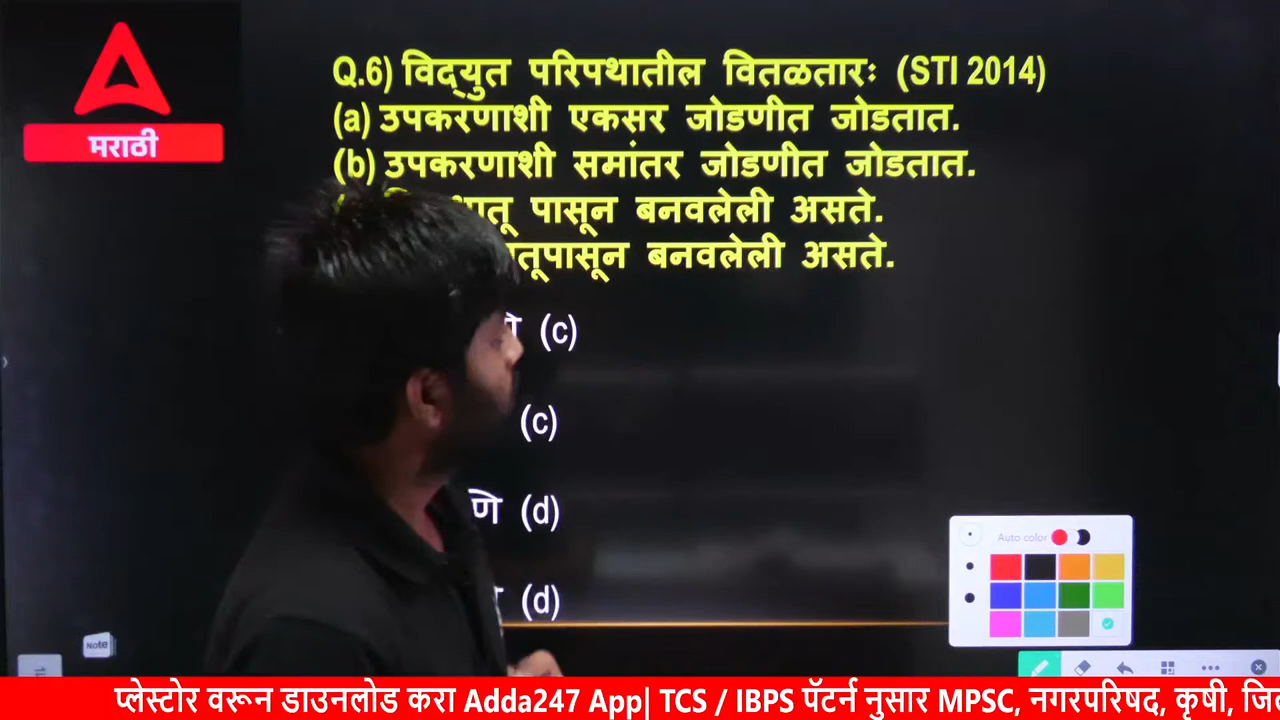 मराठी
Q.6) विद्युत परिपथातील वितळतारः (STI 2014)
(a) उपकरणाशी एकसर जोडणीत जोडतात.
(b) उपकरणाशी समांतर जोडणीत जोडतात.
पासून बनवलेली असते.
बनवलेली असते.
(c)
(c)
(d)
(d)
Auto color
Note
प्लेस्टोर वरून डाउनलोड करा Adda247 App| TCS / IBPS पॅटर्न नुसार MPSC, नगरपरिषद, कृषी,